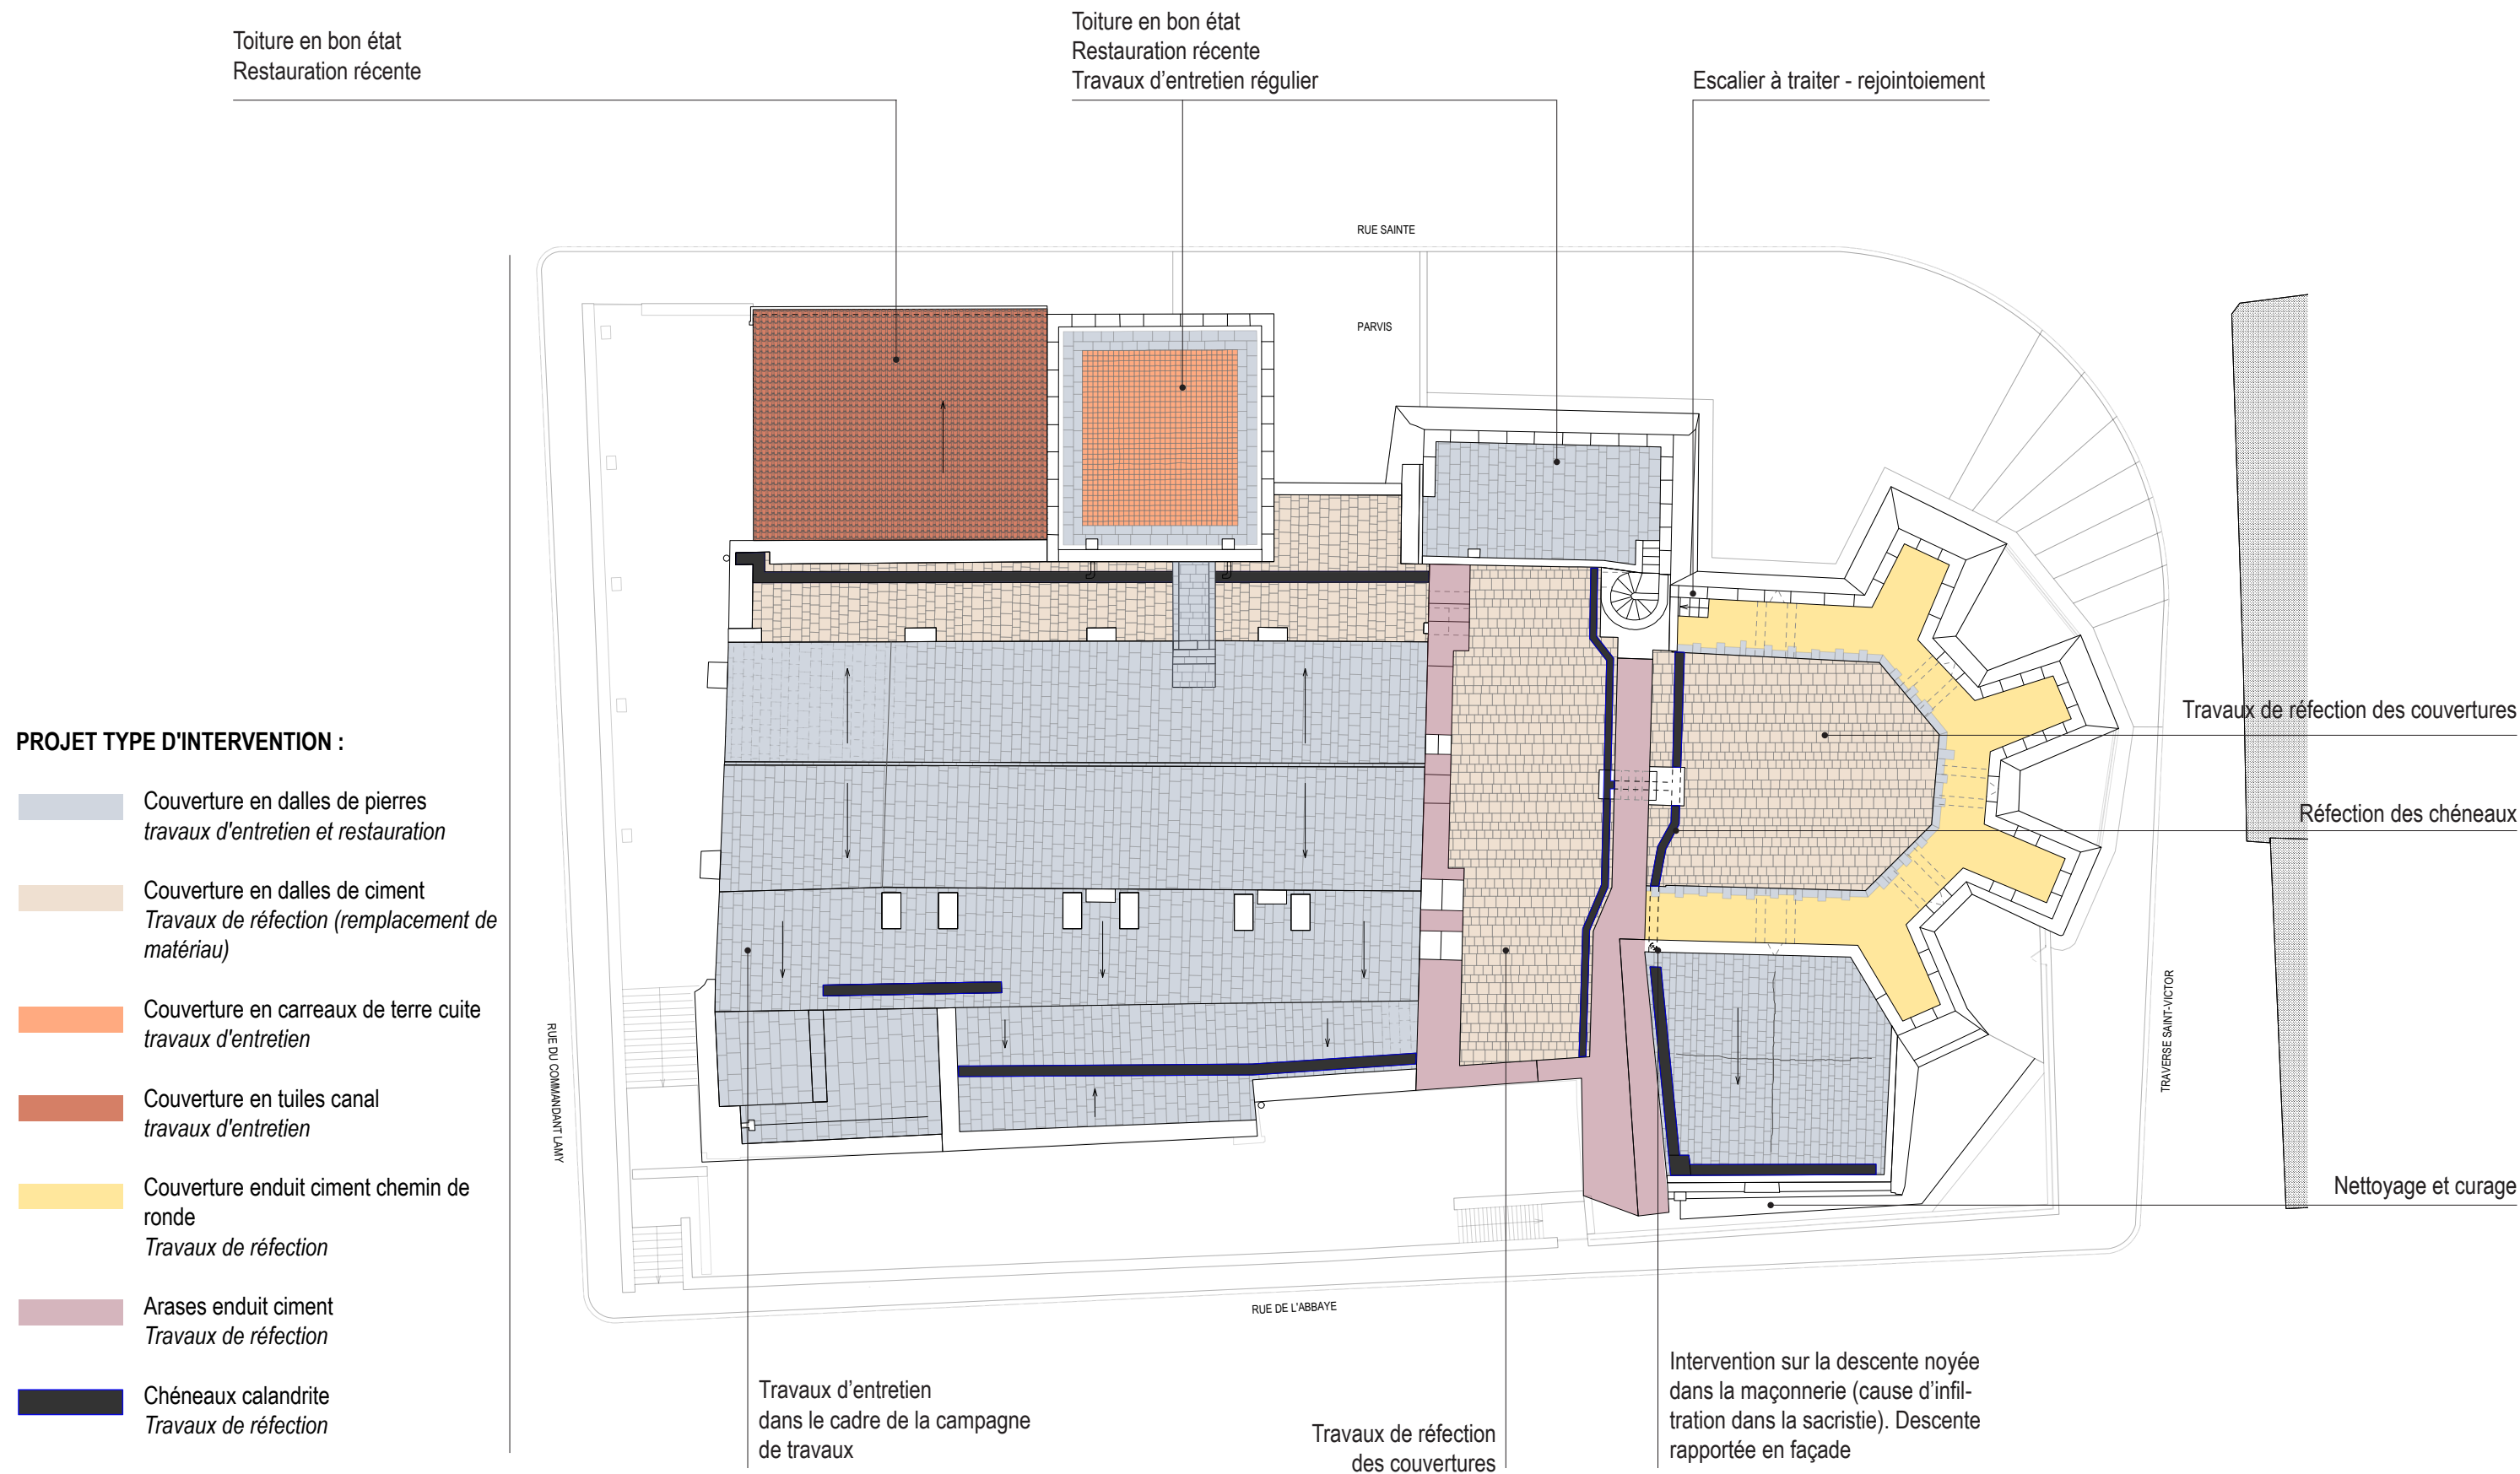 Toiture en bon état
Restauration récente
Toiture en bon état
Restauration récente
Travaux d’entretien régulier
Escalier à traiter - rejointoiement
RUE SAINTE
PARVIS
Travaux de réfection des couvertures
Réfection des chéneaux
Nettoyage et curage
TRAVERSE SAINT-VICTOR
RUE DU COMMANDANT LAMY
RUE DE L'ABBAYE
PROJET TYPE D'INTERVENTION :
Couverture en dalles de pierres
travaux d'entretien et restauration
Couverture en dalles de ciment
Travaux de réfection (remplacement de
matériau)
Couverture en carreaux de terre cuite
travaux d'entretien
Couverture en tuiles canal
travaux d'entretien
Couverture enduit ciment chemin de
ronde
Travaux de réfection
Arases enduit ciment
Travaux de réfection
Chéneaux calandrite
Travaux de réfection
Travaux d’entretien
dans le cadre de la campagne
de travaux
Travaux de réfection
des couvertures
Intervention sur la descente noyée
dans la maçonnerie (cause d’infil-
tration dans la sacristie). Descente
rapportée en façade